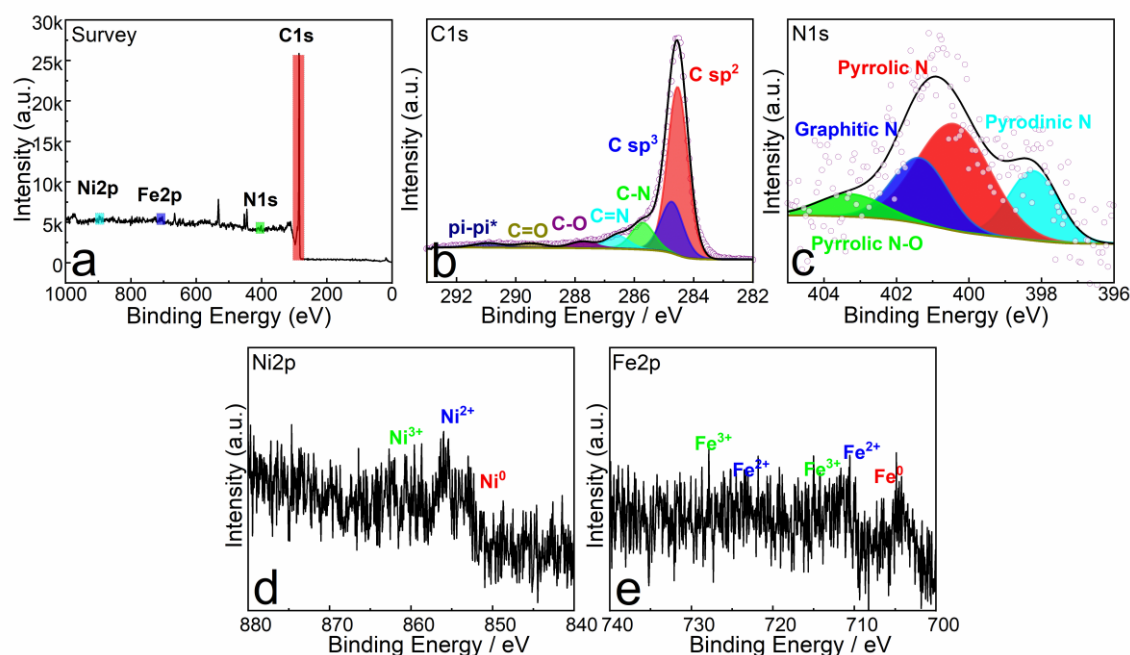 Survey
C1s
Ni2p
Fe2p
N1s
30k
25k
20k
15k
10k
5k
0
Intensity (a.u.)
a
1000 800 600 400 200 0
Binding Energy (eV)
C1s
C sp²
C sp³
C-N
C=N
C-O
C=O
pi-pi*
Intensity (a.u.)
b
292 290 288 286 284 282
Binding Energy / eV
N1s
Pyrrolic N
Graphitic N
Pyrodinic N
Pyrrolic N-O
Intensity (a.u.)
c
404 402 400 398 396
Binding Energy (eV)
Ni2p
Ni³⁺
Ni²⁺
Ni⁰
Intensity (a.u.)
d
880 870 860 850 840
Binding Energy / eV
Fe2p
Fe³⁺
Fe²⁺
Fe³⁺
Fe²⁺
Fe⁰
Intensity (a.u.)
e
740 730 720 710 700
Binding Energy / eV